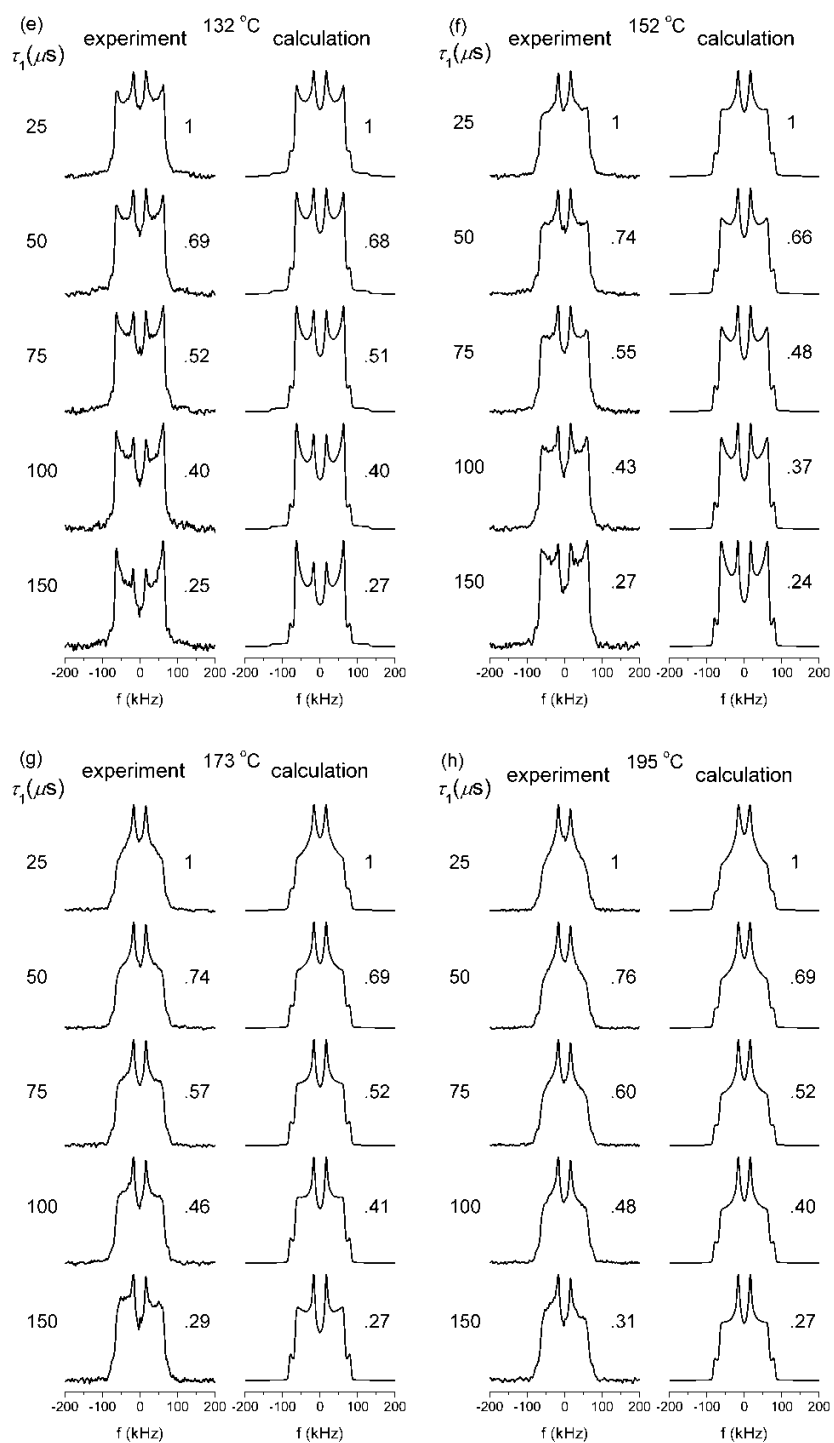 (e) 132 °C
experiment calculation
τ1(μs)
25 1 1
50 .69 .68
75 .52 .51
100 .40 .40
150 .25 .27
-200 -100 0 100 200 -200 -100 0 100 200
f (kHz) f (kHz)
(f) 152 °C
experiment calculation
τ1(μs)
25 1 1
50 .74 .66
75 .55 .48
100 .43 .37
150 .27 .24
-200 -100 0 100 200 -200 -100 0 100 200
f (kHz) f (kHz)
(g) 173 °C
experiment calculation
τ1(μs)
25 1 1
50 .74 .69
75 .57 .52
100 .46 .41
150 .29 .27
-200 -100 0 100 200 -200 -100 0 100 200
f (kHz) f (kHz)
(h) 195 °C
experiment calculation
τ1(μs)
25 1 1
50 .76 .69
75 .60 .52
100 .48 .40
150 .31 .27
-200 -100 0 100 200 -200 -100 0 100 200
f (kHz) f (kHz)